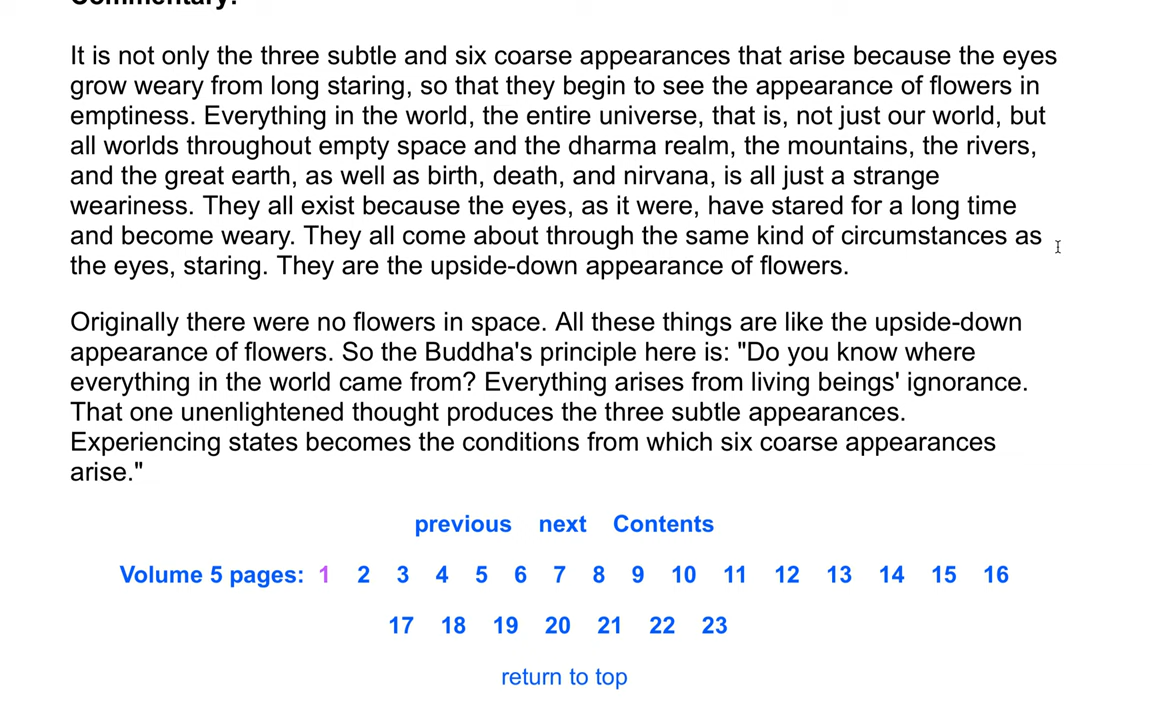 Commentary:
It is not only the three subtle and six coarse appearances that arise because the eyes
grow weary from long staring, so that they begin to see the appearance of flowers in
emptiness. Everything in the world, the entire universe, that is, not just our world, but
all worlds throughout empty space and the dharma realm, the mountains, the rivers,
and the great earth, as well as birth, death, and nirvana, is all just a strange
weariness. They all exist because the eyes, as it were, have stared for a long time
and become weary. They all come about through the same kind of circumstances as
the eyes, staring. They are the upside-down appearance of flowers.
Originally there were no flowers in space. All these things are like the upside-down
appearance of flowers. So the Buddha's principle here is: "Do you know where
everything in the world came from? Everything arises from living beings' ignorance.
That one unenlightened thought produces the three subtle appearances.
Experiencing states becomes the conditions from which six coarse appearances
arise."
previous next Contents
Volume 5 pages: 1 2 3 4 5 6 7 8 9 10 11 12 13 14 15 16
17 18 19 20 21 22 23
return to top